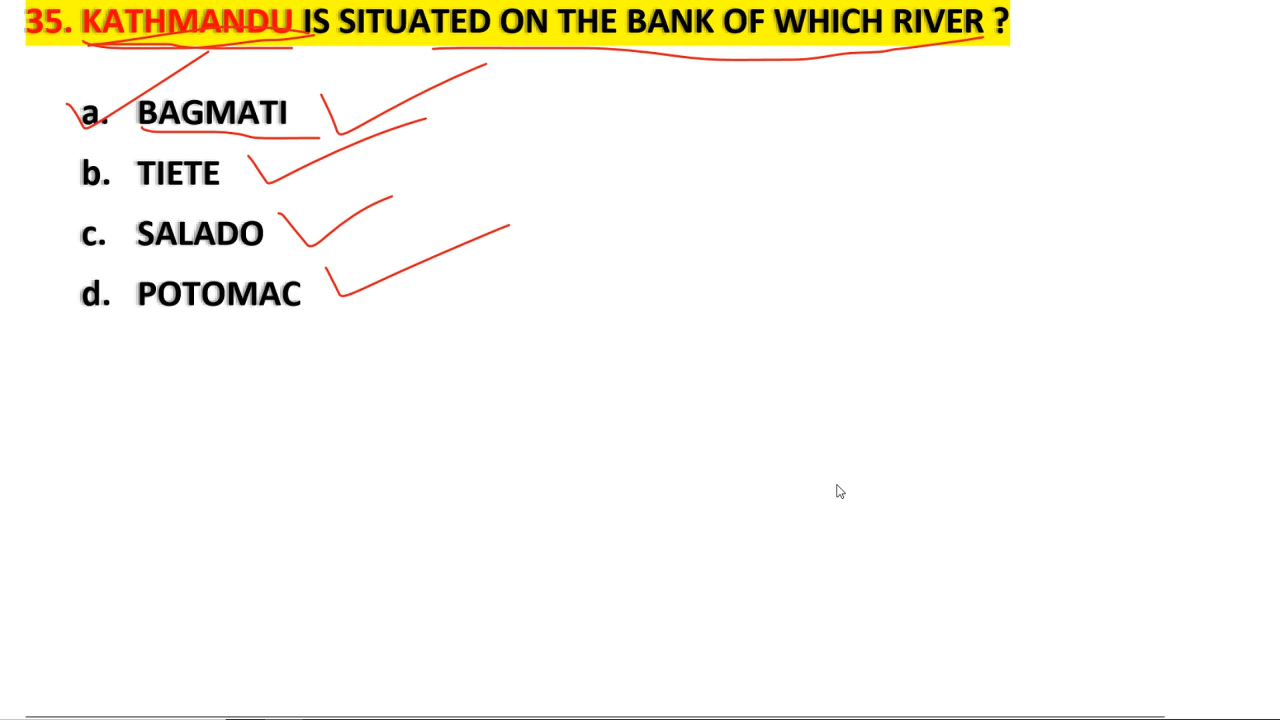 35. KATHMANDU IS SITUATED ON THE BANK OF WHICH RIVER ?
a. BAGMATI
b. TIETE
c. SALADO
d. POTOMAC